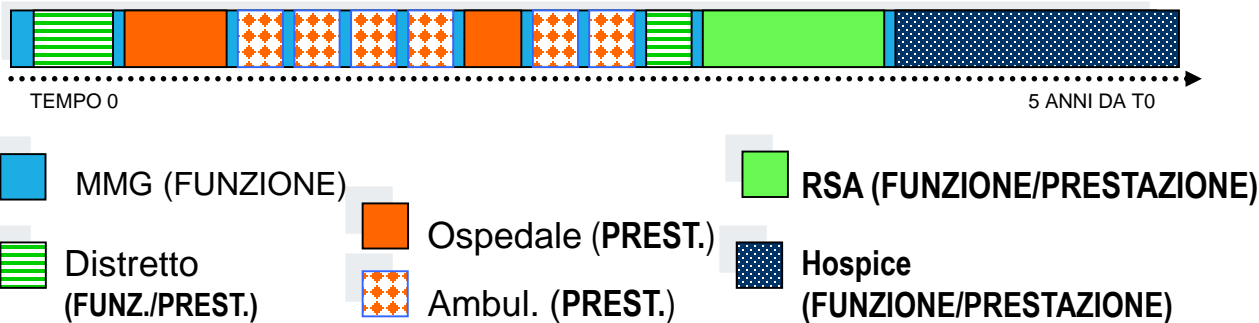 TEMPO 0
5 ANNI DA T0
MMG (FUNZIONE)
RSA (FUNZIONE/PRESTAZIONE)
Ospedale (PREST.)
Distretto
(FUNZ./PREST.)
Hospice
(FUNZIONE/PRESTAZIONE)
Ambul. (PREST.)